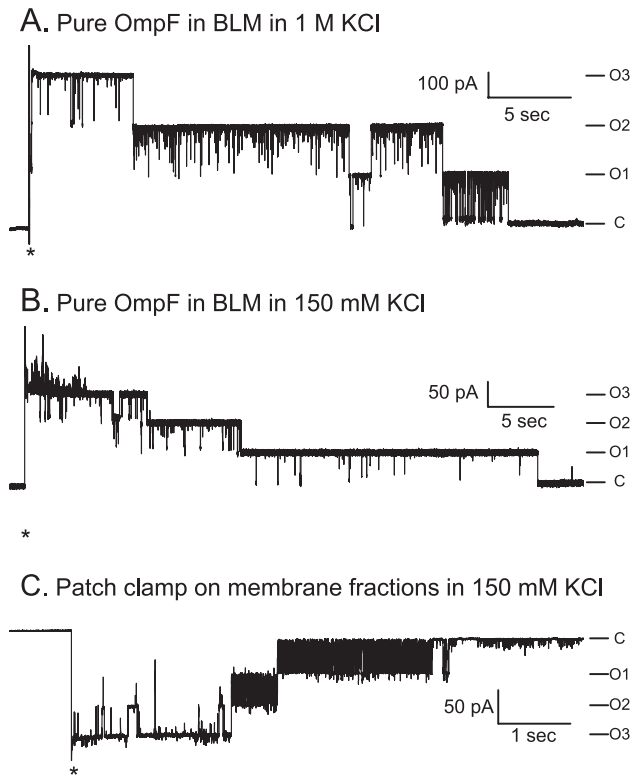 A. Pure OmpF in BLM in 1 M KCl
O3
100 pA
5 sec
O2
O1
C
*
B. Pure OmpF in BLM in 150 mM KCl
50 pA
O3
5 sec
O2
O1
C
*
C. Patch clamp on membrane fractions in 150 mM KCl
C
O1
50 pA
O2
1 sec
O3
*